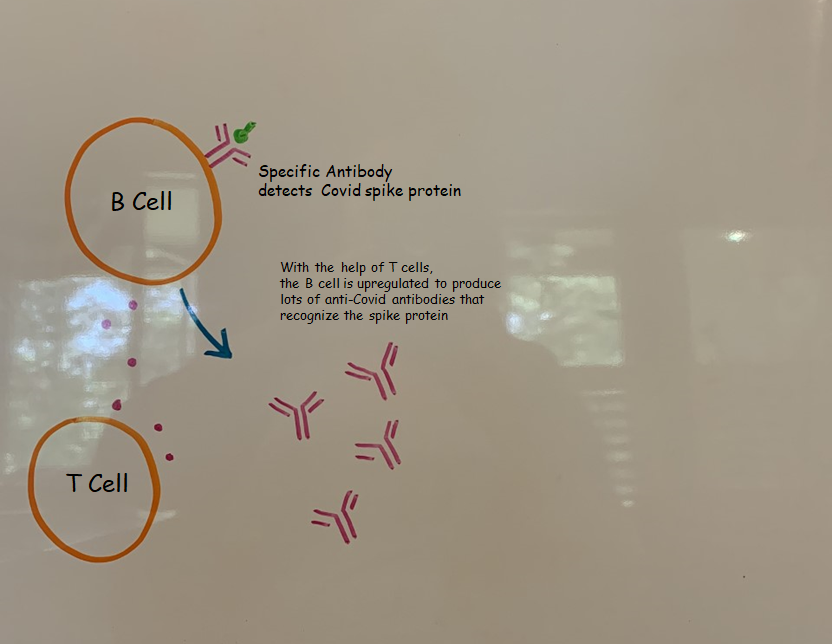 B Cell
Specific Antibody
detects Covid spike protein
With the help of T cells,
the B cell is upregulated to produce
lots of anti-Covid antibodies that
recognize the spike protein
T Cell